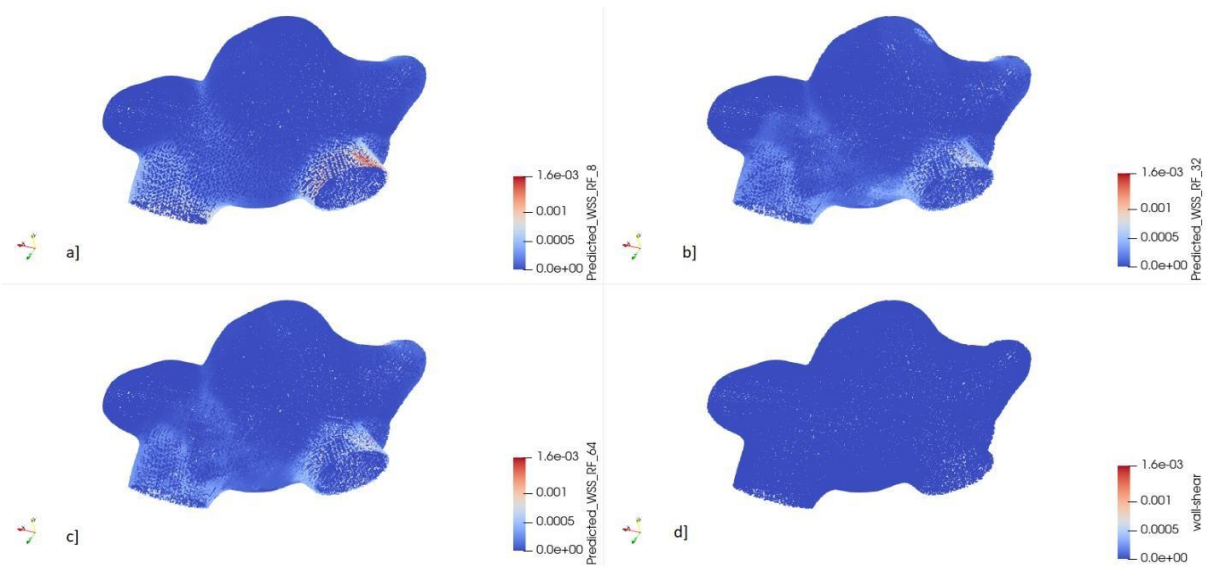 1.6e-03
0.001
0.0005
0.0e+00
Predicted_WSS_RF_8
a]
1.6e-03
0.001
0.0005
0.0e+00
Predicted_WSS_RF_32
b]
1.6e-03
0.001
0.0005
0.0e+00
Predicted_WSS_RF_64
c]
1.6e-03
0.001
0.0005
0.0e+00
wall-shear
d]